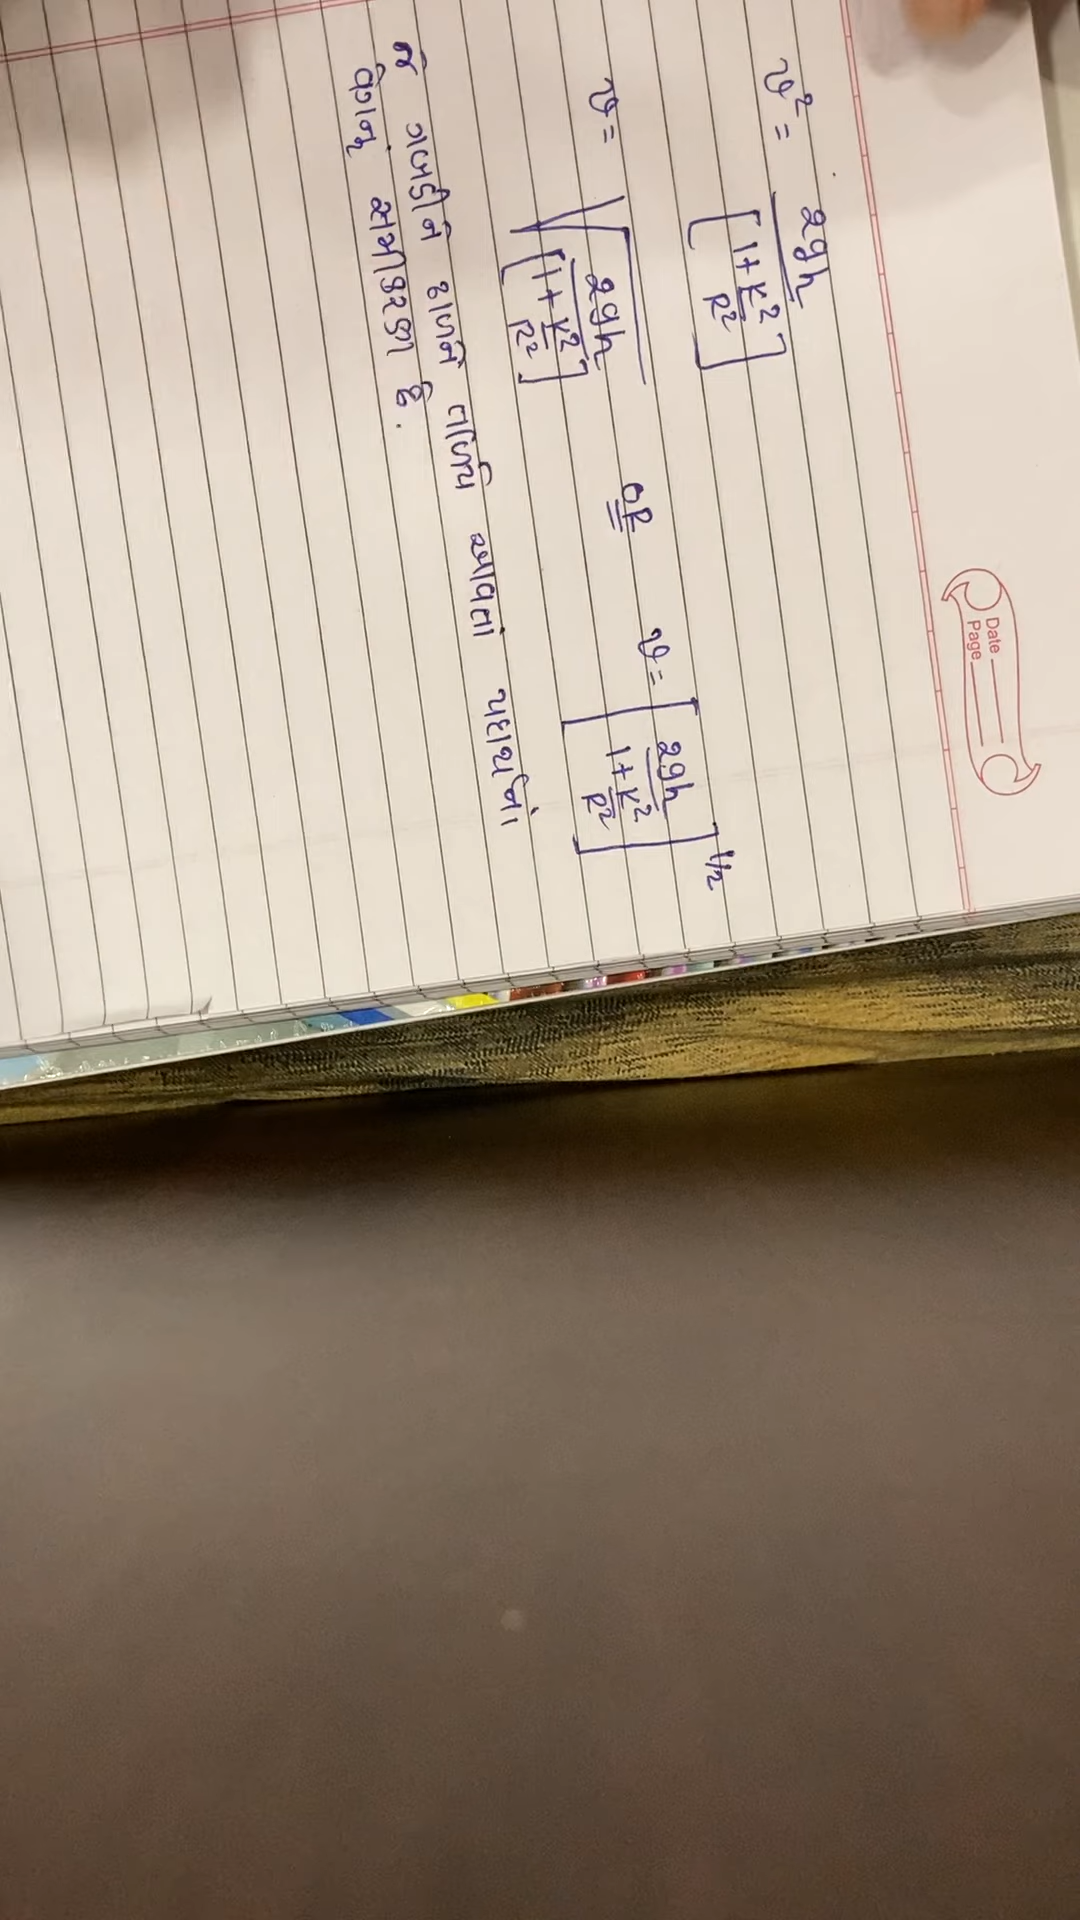 Date
Page
v² = 2gh / [1 + K²/R²]
v = √(2gh / [1 + K²/R²]) OR v = [2gh / 1 + K²/R²]^1/2
જે ગબડીને ઢાળને તળિયે આવતાં પદાર્થનાં
વેગનું સમીકરણ છે.